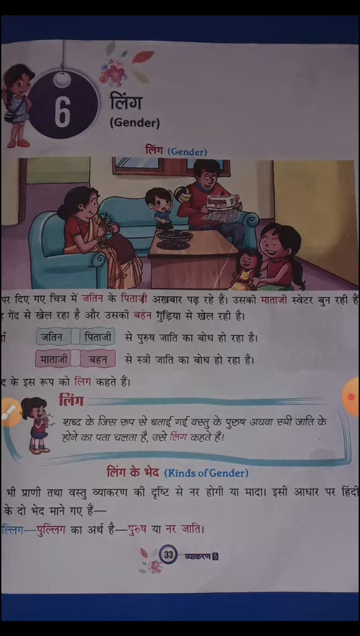 6
लिंग
(Gender)
लिंग (Gender)
पर दिए गए चित्र में जतिन के पिताजी अखबार पढ़ रहे हैं। उसकी माताजी स्वेटर बुन रही है
गेंद से खेल रहा है और उसकी बहन गुड़िया से खेल रही है।
जतिन पिताजी से पुरुष जाति का बोध हो रहा है।
माताजी बहन से स्त्री जाति का बोध हो रहा है।
के इस रूप को लिंग कहते हैं।
लिंग
शब्द के जिस रूप से बताई गई वस्तु के पुरुष अथवा स्त्री जाति के
होने का पता चलता है, उसे लिंग कहते हैं।
लिंग के भेद (Kinds of Gender)
भी प्राणी तथा वस्तु व्याकरण की दृष्टि से नर होगी या मादा। इसी आधार पर हिंदी
के दो भेद माने गए हैं—
ल्लिंग—पुल्लिंग का अर्थ है—पुरुष या नर जाति।
33 व्याकरण 5